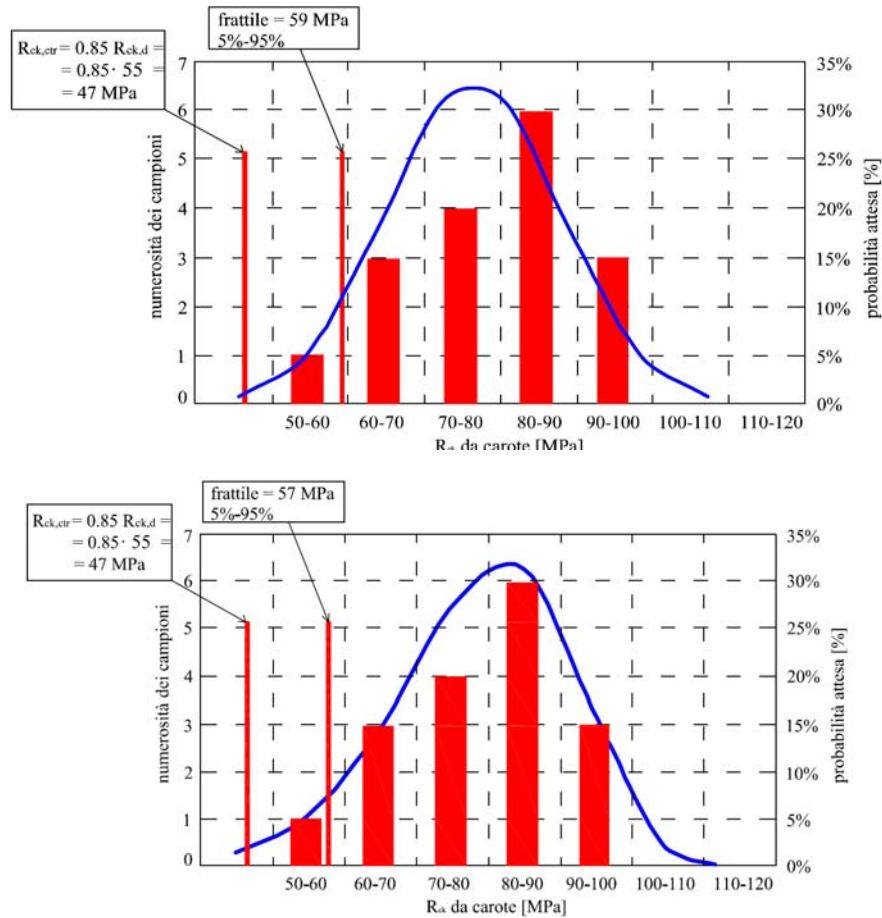 frattile = 59 MPa
5%-95%
Rck,ctr = 0.85 Rck,d =
= 0.85· 55 =
= 47 MPa
numerosità dei campioni
7
6
5
4
3
2
1
0
35%
30%
25%
20%
15%
10%
5%
0%
probabilità attesa [%]
50-60 60-70 70-80 80-90 90-100 100-110 110-120
Rck da carote [MPa]
frattile = 57 MPa
5%-95%
Rck,ctr = 0.85 Rck,d =
= 0.85· 55 =
= 47 MPa
numerosità dei campioni
7
6
5
4
3
2
1
0
35%
30%
25%
20%
15%
10%
5%
0%
probabilità attesa [%]
50-60 60-70 70-80 80-90 90-100 100-110 110-120
Rck da carote [MPa]